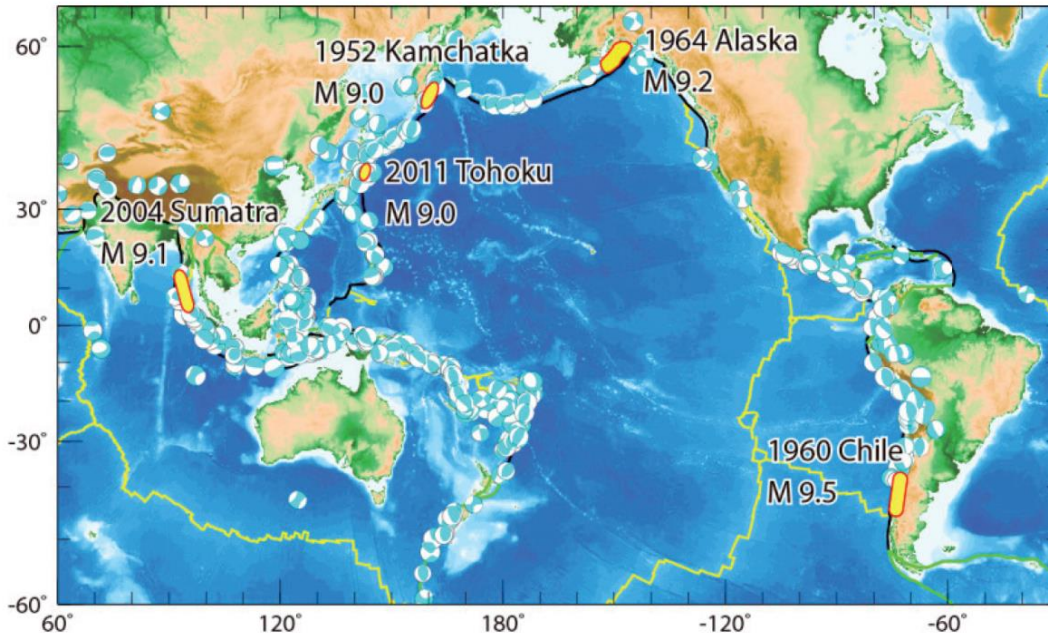 60°
30°
0°
-30°
-60°
60
120
180
-120
-60°
1952 Kamchatka
M 9.0
1964 Alaska
M 9.2
2011 Tohoku
M 9.0
2004 Sumatra
M 9.1
1960 Chile
M 9.5